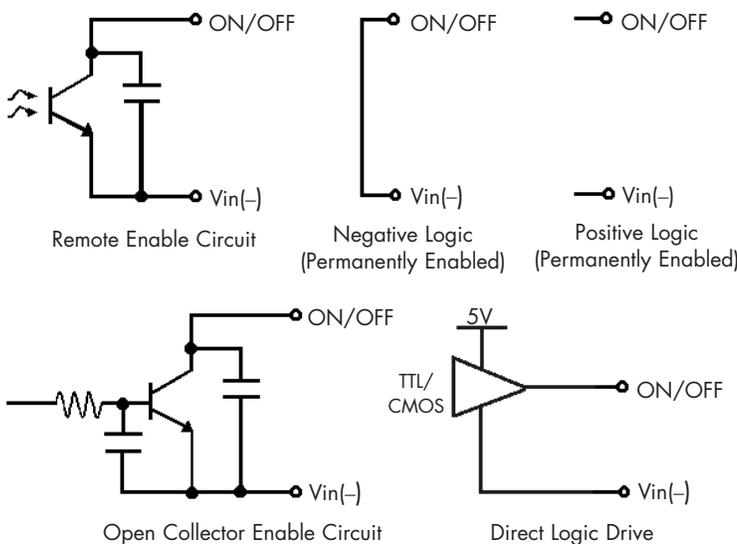 ON/OFF
Vin(–)
Remote Enable Circuit
ON/OFF
Vin(–)
Negative Logic
(Permanently Enabled)
ON/OFF
Vin(–)
Positive Logic
(Permanently Enabled)
ON/OFF
Vin(–)
Open Collector Enable Circuit
5V
TTL/
CMOS
ON/OFF
Vin(–)
Direct Logic Drive